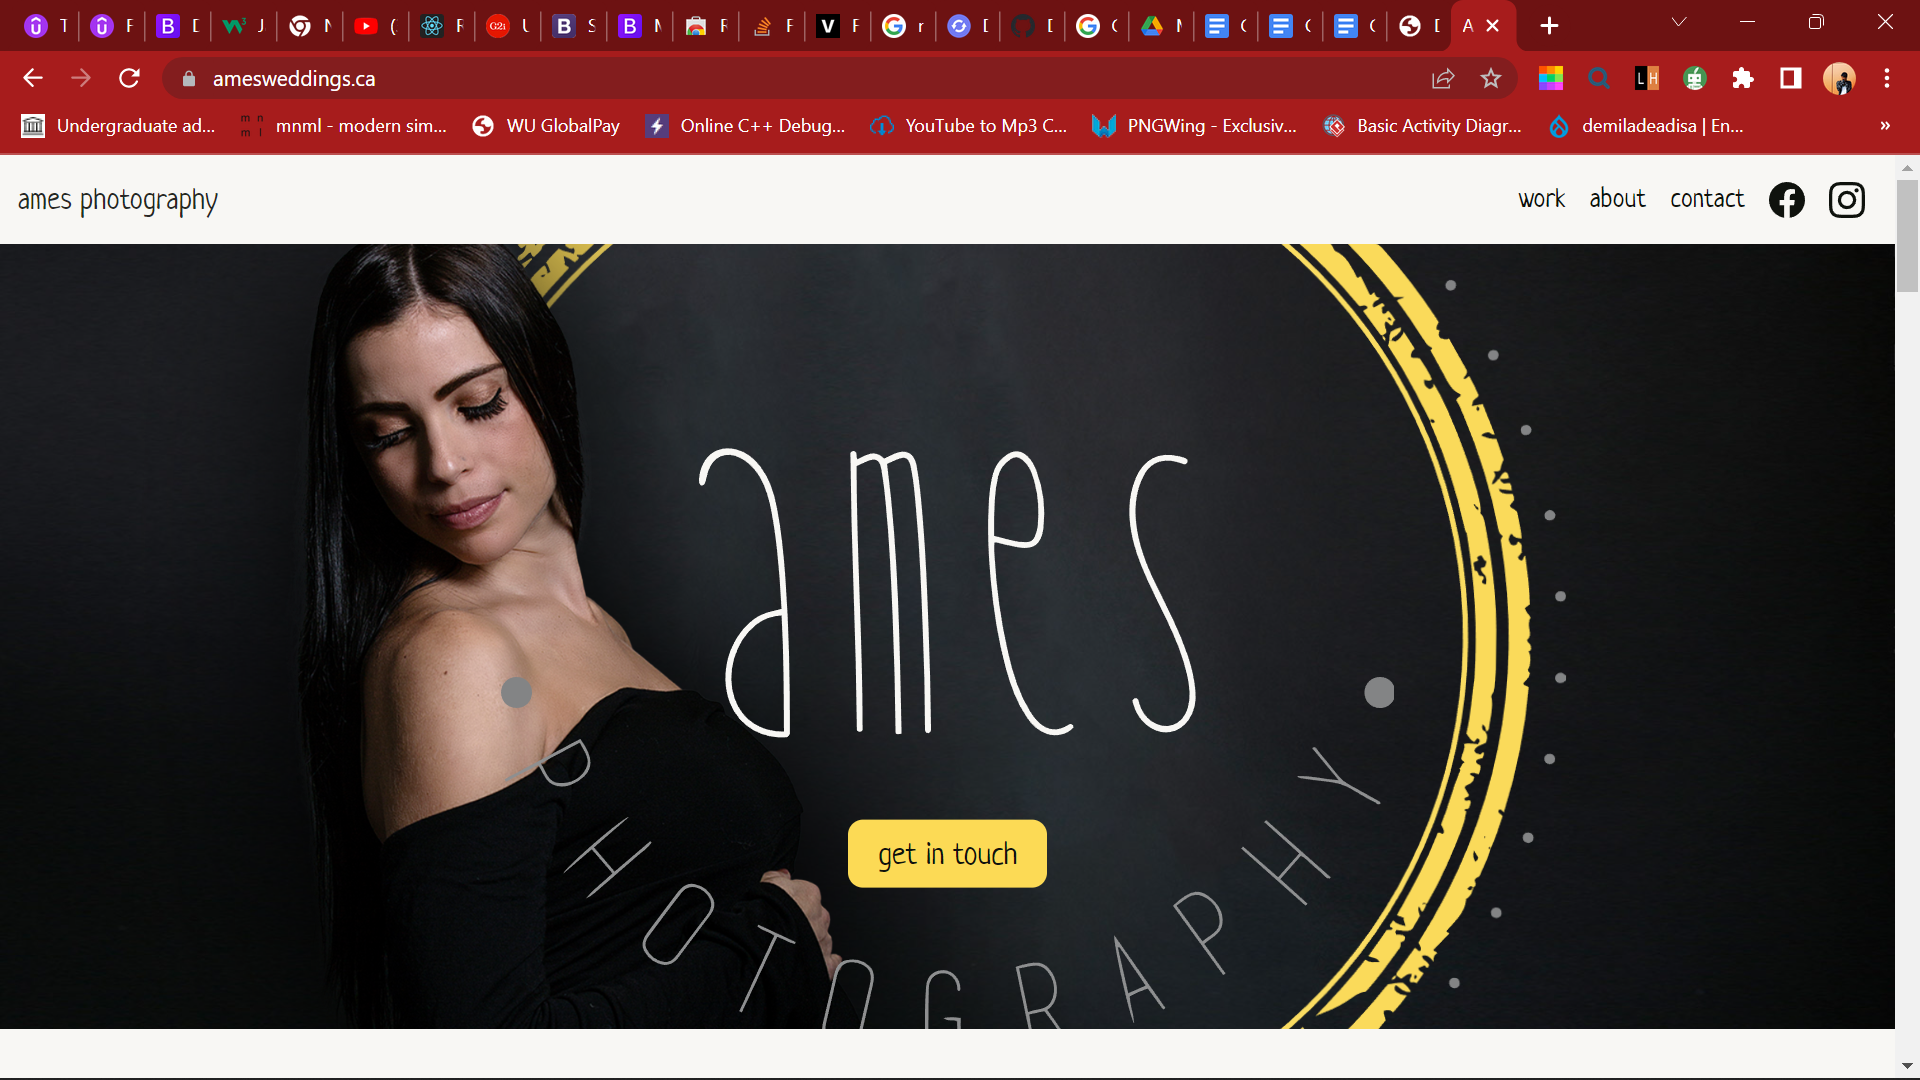 amesweddings.ca
Undergraduate ad...
mnml - modern sim...
WU GlobalPay
Online C++ Debug...
YouTube to Mp3 C...
PNGWing - Exclusiv...
Basic Activity Diagr...
demiladeadisa | En...
»
ames photography
work about contact
ames
get in touch
PHOTOGRAPHY